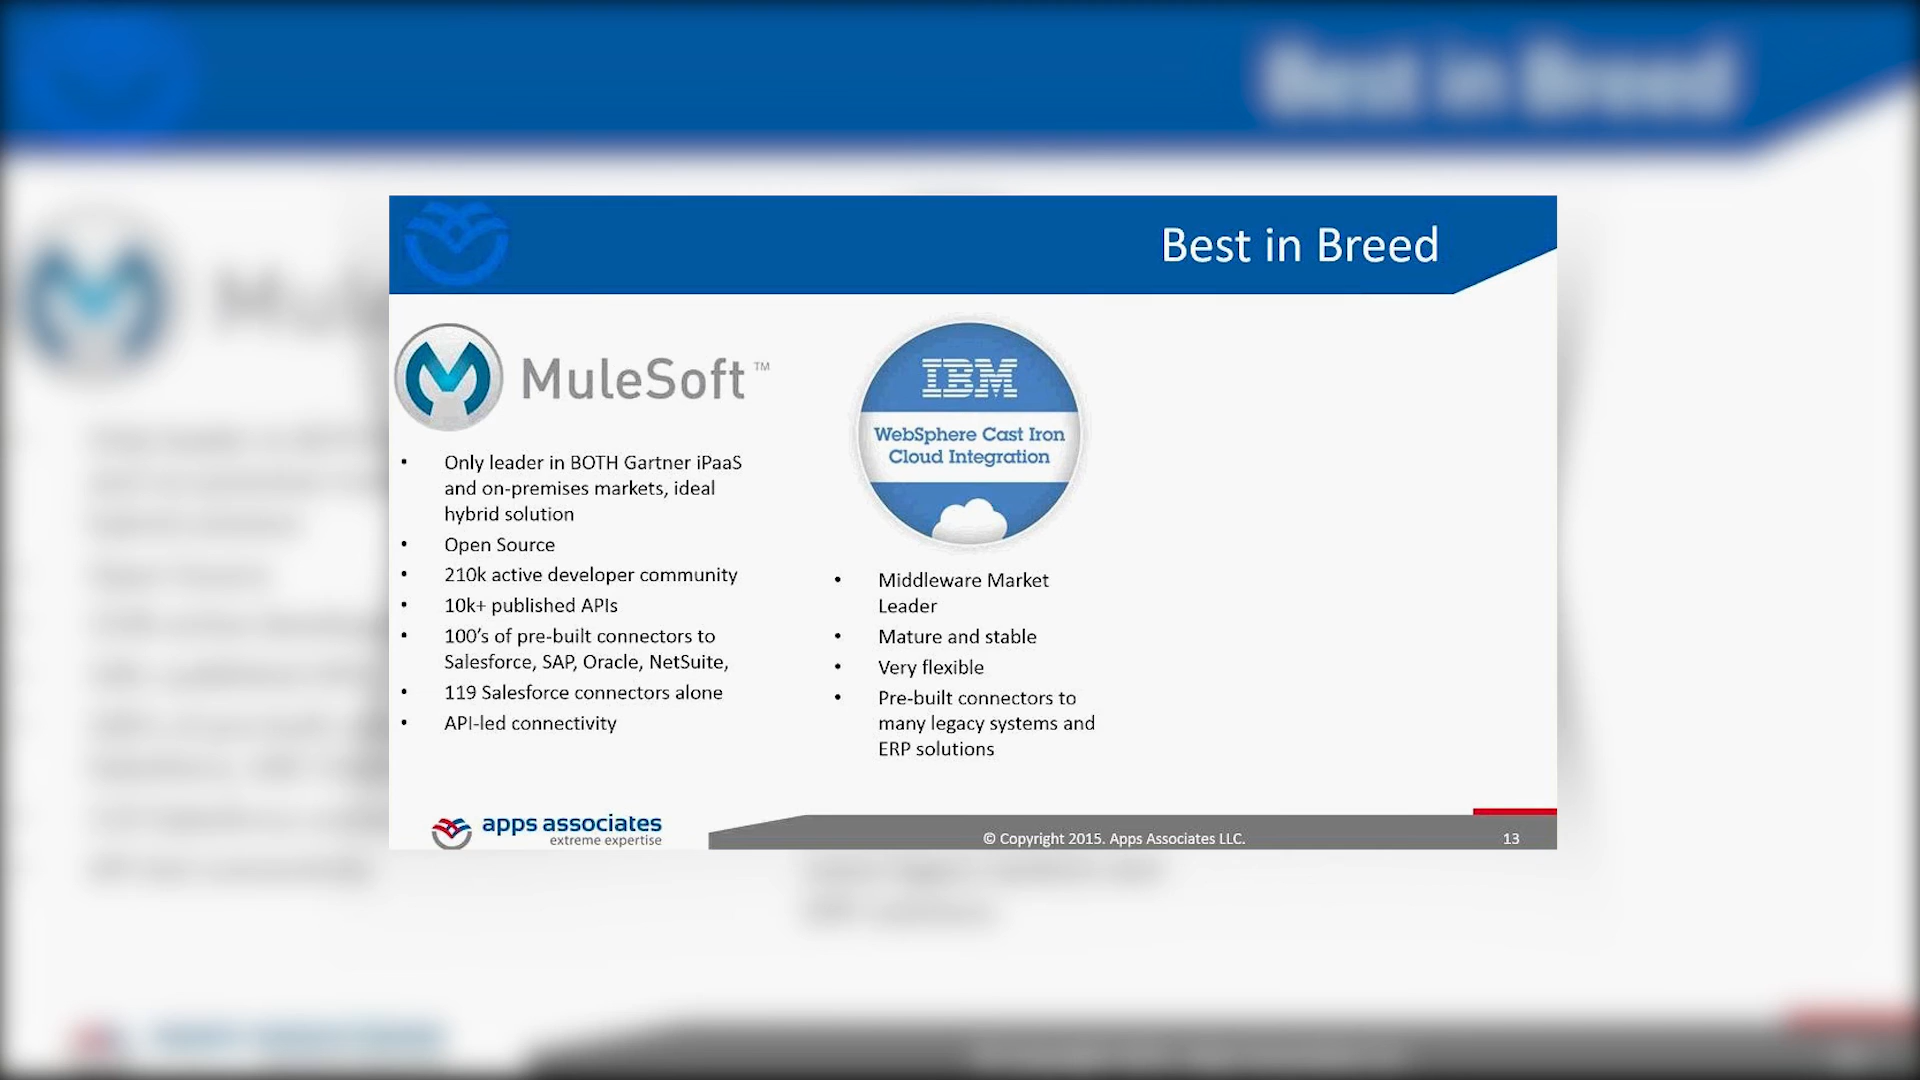 Best in Breed
MuleSoft™
• Only leader in BOTH Gartner iPaaS
and on-premises markets, ideal
hybrid solution
• Open Source
• 210k active developer community
• 10k+ published APIs
• 100's of pre-built connectors to
Salesforce, SAP, Oracle, NetSuite,
• 119 Salesforce connectors alone
• API-led connectivity
IBM
WebSphere Cast Iron
Cloud Integration
• Middleware Market
Leader
• Mature and stable
• Very flexible
• Pre-built connectors to
many legacy systems and
ERP solutions
apps associates
extreme expertise
© Copyright 2015. Apps Associates LLC.
13